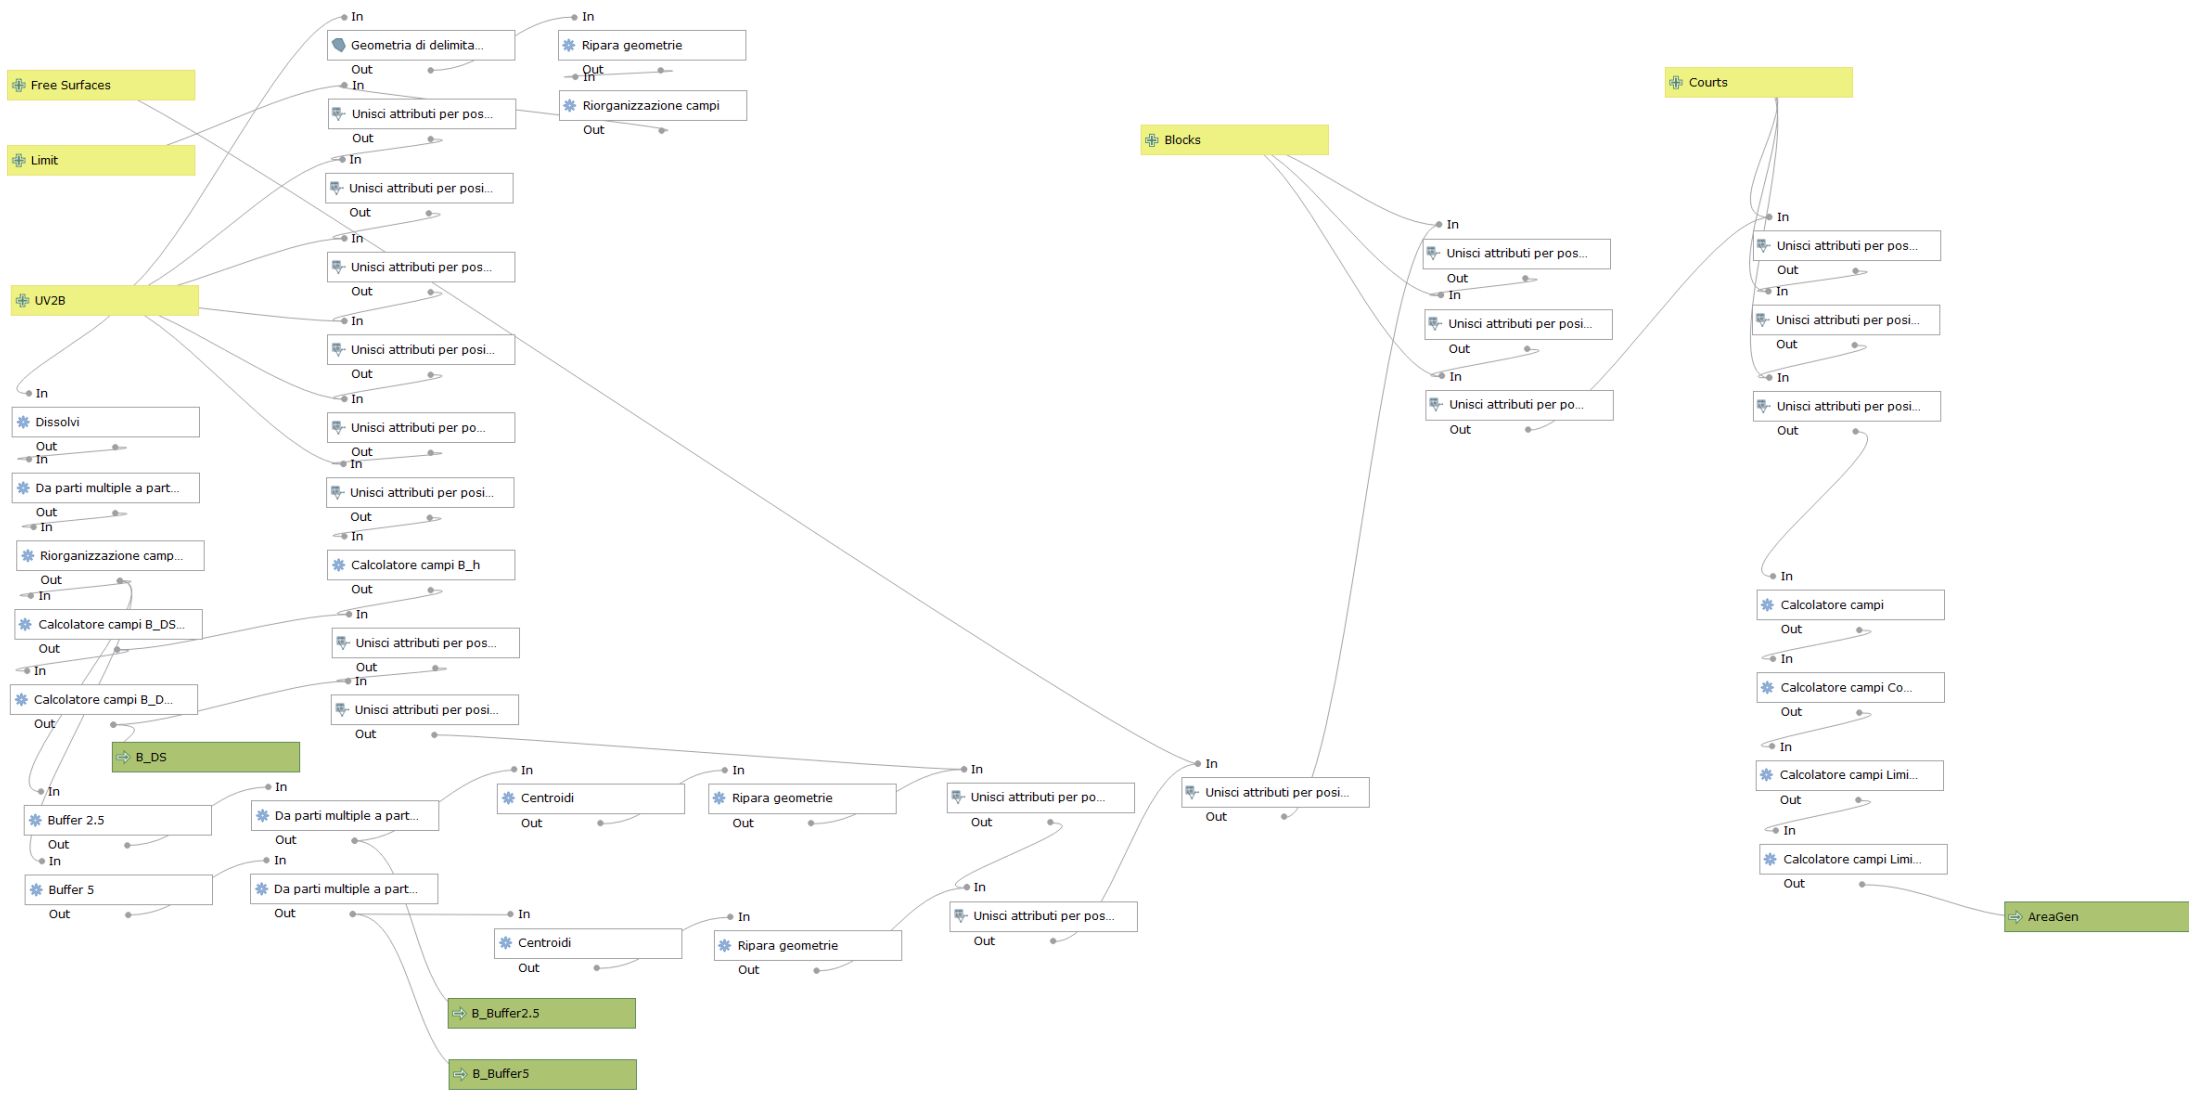 In
Geometria di delimita...
Out
In
Ripara geometrie
Out
In
Riorganizzazione campi
Out
Free Surfaces
Limit
UV2B
In
Unisci attributi per pos...
Out
In
Unisci attributi per posi...
Out
In
Unisci attributi per pos...
Out
In
Unisci attributi per posi...
Out
In
Unisci attributi per po...
Out
In
Unisci attributi per posi...
Out
In
Calcolatore campi B_h
Out
In
Unisci attributi per pos...
Out
In
Unisci attributi per posi...
Out
In
Dissolvi
Out
In
Da parti multiple a part...
Out
In
Riorganizzazione camp...
Out
In
Calcolatore campi B_DS...
Out
In
Calcolatore campi B_D...
Out
B_DS
In
Buffer 2.5
Out
In
Buffer 5
Out
In
Da parti multiple a part...
Out
In
Da parti multiple a part...
Out
In
Centroidi
Out
In
Ripara geometrie
Out
In
Unisci attributi per po...
Out
In
Centroidi
Out
In
Ripara geometrie
Out
In
Unisci attributi per pos...
Out
B_Buffer2.5
B_Buffer5
In
Unisci attributi per posi...
Out
Blocks
In
Unisci attributi per pos...
Out
In
Unisci attributi per posi...
Out
In
Unisci attributi per po...
Out
Courts
In
Unisci attributi per pos...
Out
In
Unisci attributi per posi...
Out
In
Unisci attributi per posi...
Out
In
Calcolatore campi
Out
In
Calcolatore campi Co...
Out
In
Calcolatore campi Limi...
Out
In
Calcolatore campi Limi...
Out
AreaGen